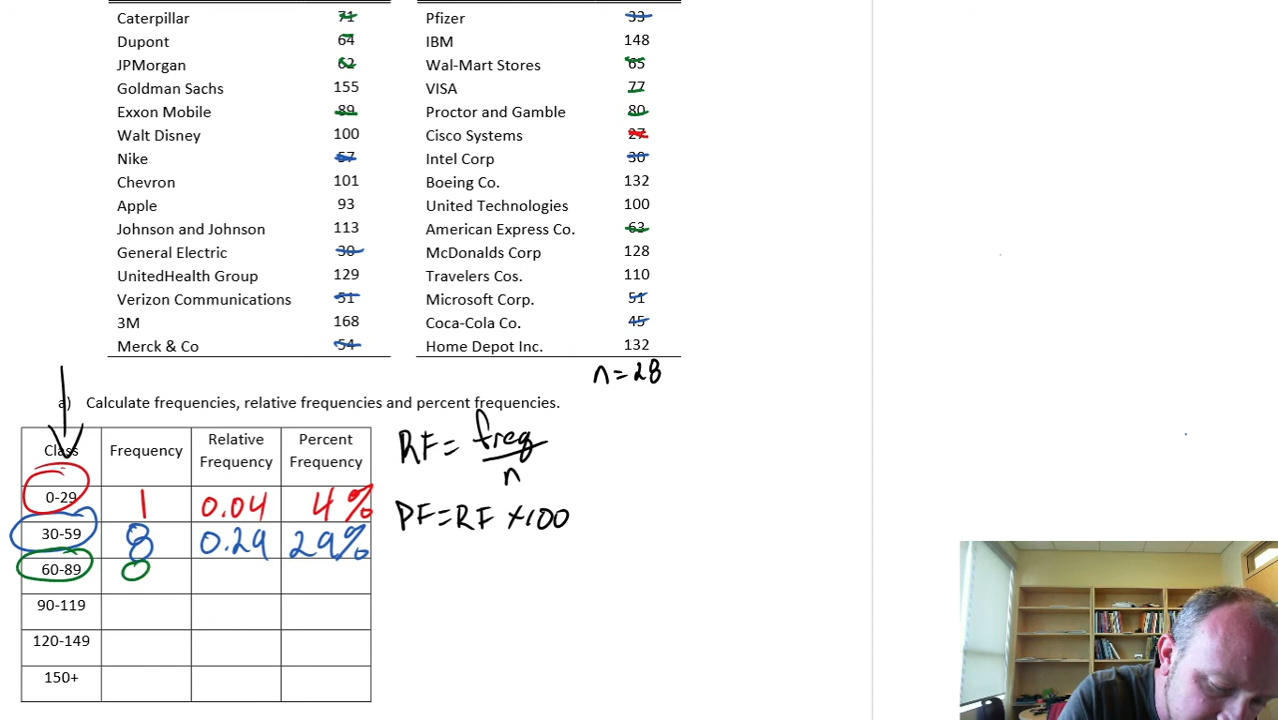 Caterpillar 71 Pfizer 33
Dupont 64 IBM 148
JPMorgan 62 Wal-Mart Stores 65
Goldman Sachs 155 VISA 77
Exxon Mobile 89 Proctor and Gamble 80
Walt Disney 100 Cisco Systems 27
Nike 57 Intel Corp 30
Chevron 101 Boeing Co. 132
Apple 93 United Technologies 100
Johnson and Johnson 113 American Express Co. 63
General Electric 30 McDonalds Corp 128
UnitedHealth Group 129 Travelers Cos. 110
Verizon Communications 51 Microsoft Corp. 51
3M 168 Coca-Cola Co. 45
Merck & Co 54 Home Depot Inc. 132
n=28
a) Calculate frequencies, relative frequencies and percent frequencies.
Class Frequency Relative Frequency Percent Frequency
0-29 1 0.04 4%
30-59 8 0.29 29%
60-89 8
90-119
120-149
150+
RF = freq / n
PF = RF × 100